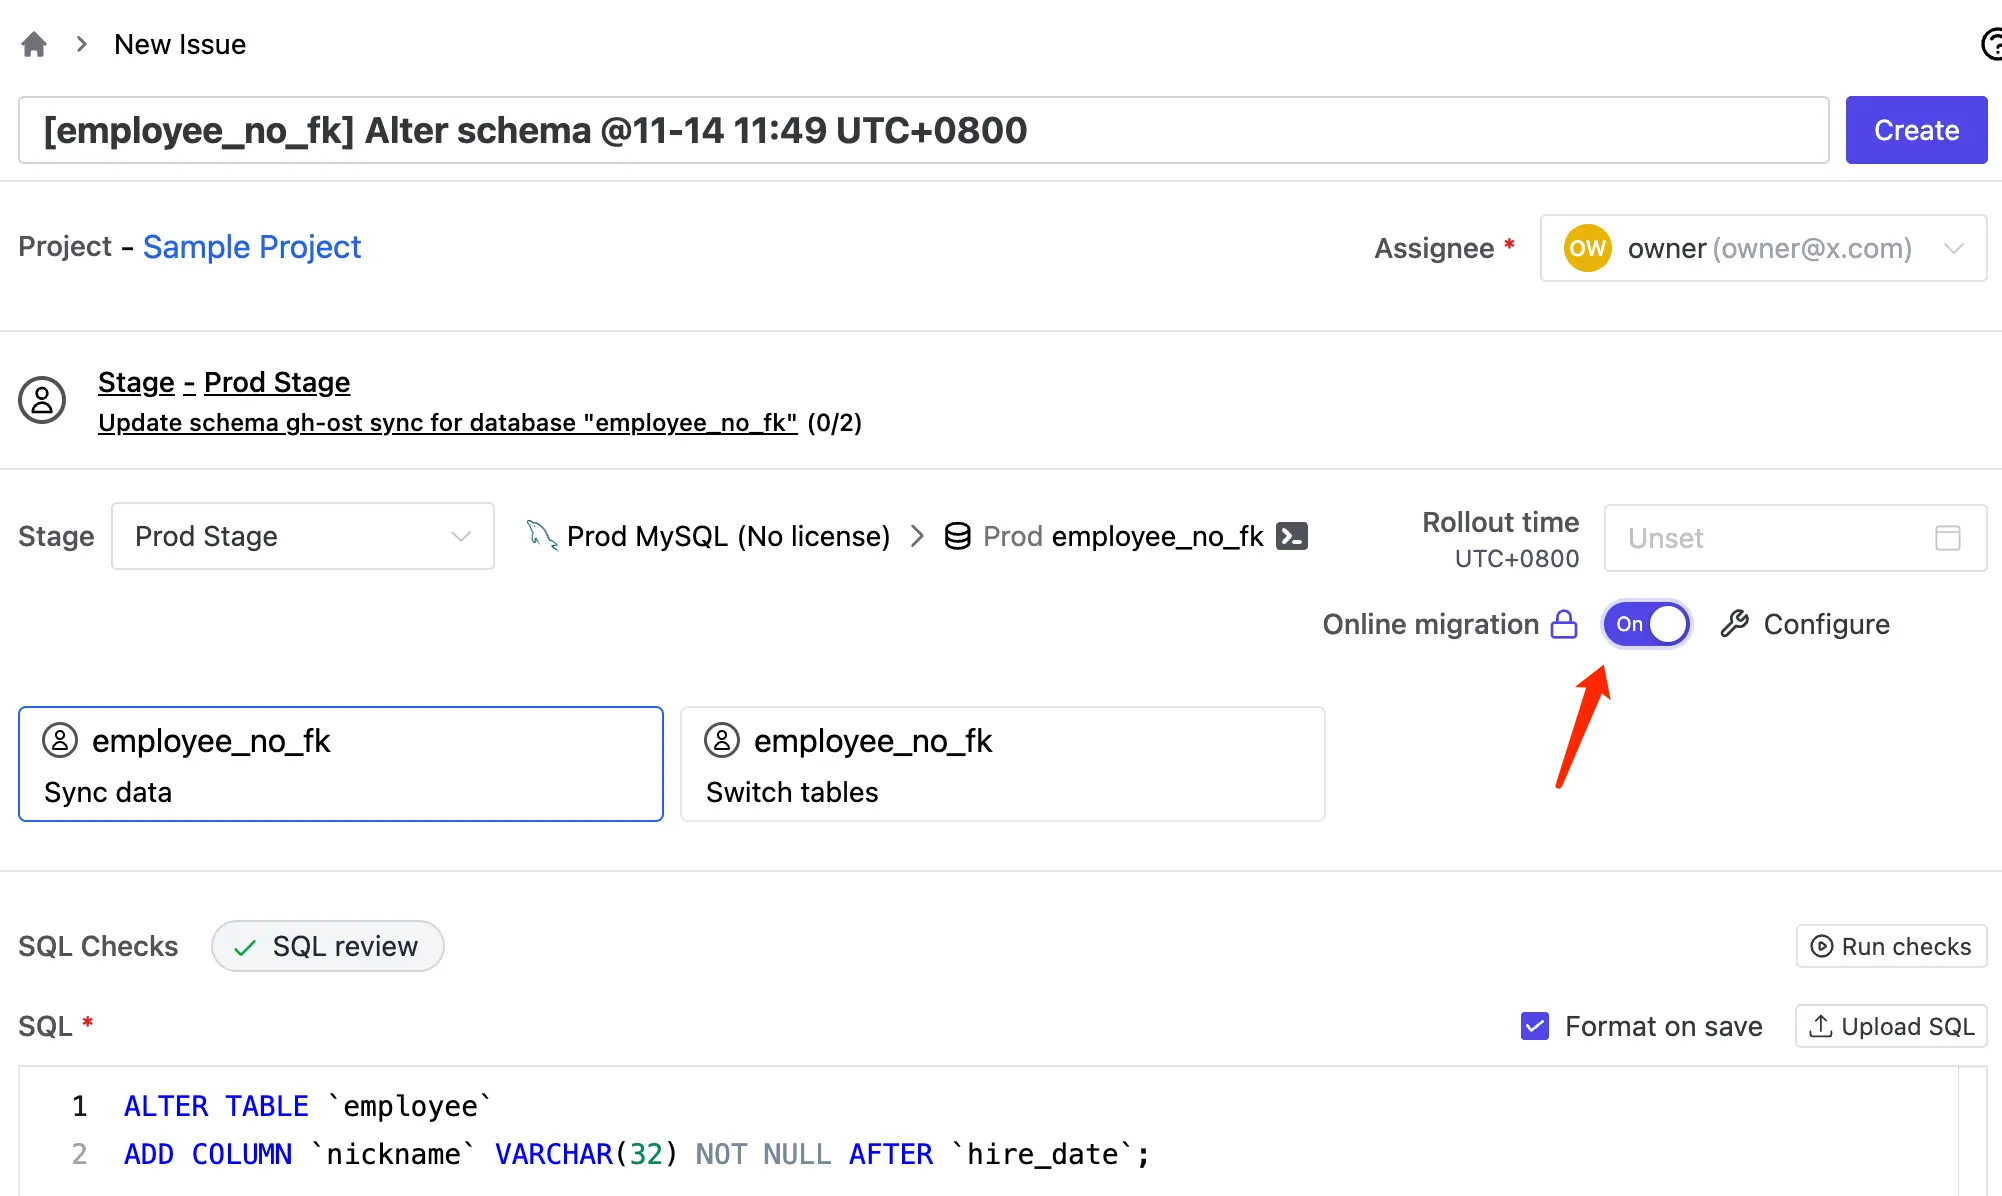 New Issue
[employee_no_fk] Alter schema @11-14 11:49 UTC+0800
Create
Project - Sample Project
Assignee *
OW owner (owner@x.com)
Stage - Prod Stage
Update schema gh-ost sync for database "employee_no_fk" (0/2)
Stage
Prod Stage
Prod MySQL (No license)
Prod employee_no_fk
Rollout time
UTC+0800
Unset
Online migration
On
Configure
employee_no_fk
Sync data
employee_no_fk
Switch tables
SQL Checks
SQL review
Run checks
SQL *
Format on save
Upload SQL
1 ALTER TABLE `employee`
2 ADD COLUMN `nickname` VARCHAR(32) NOT NULL AFTER `hire_date`;